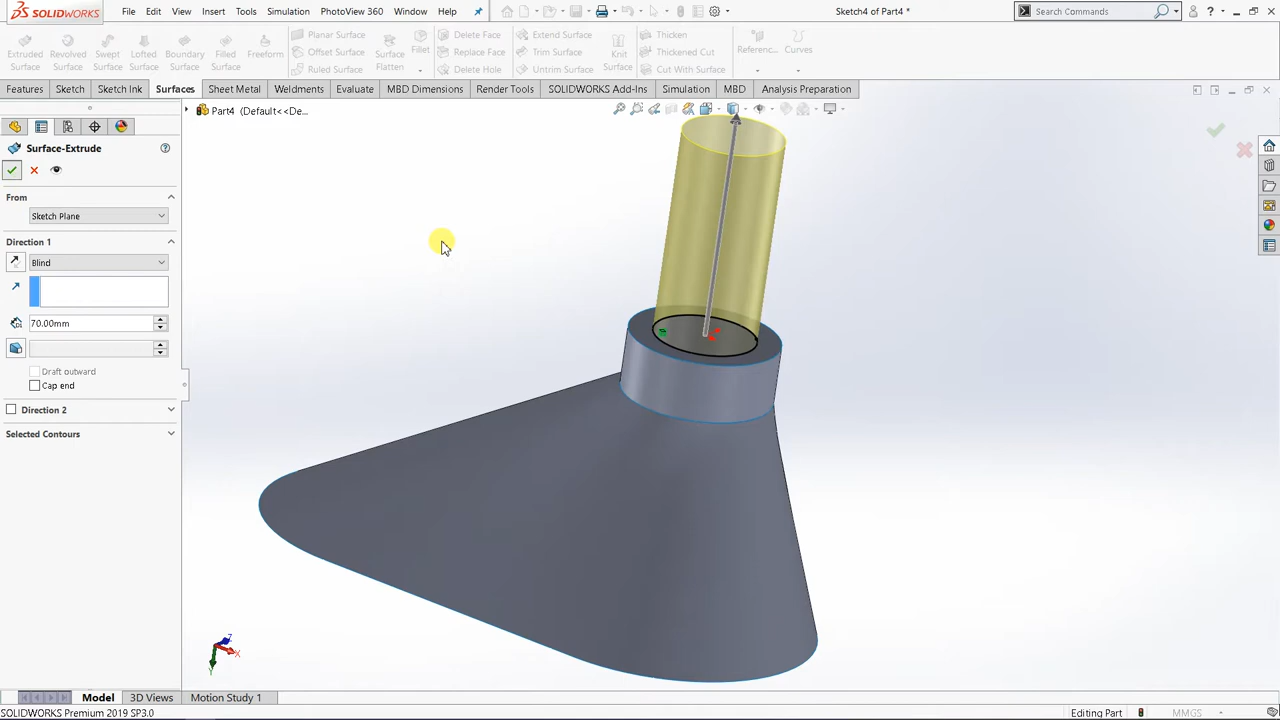 SOLIDWORKS File Edit View Insert Tools Simulation PhotoView 360 Window Help Sketch4 of Part4 * Search Commands ?
Extruded Surface Revolved Surface Swept Surface Lofted Surface Boundary Surface Filled Surface Freeform
Planar Surface
Offset Surface
Ruled Surface
Surface Flatten
Fillet
Delete Face
Replace Face
Delete Hole
Extend Surface
Trim Surface
Untrim Surface
Knit Surface
Thicken
Thickened Cut
Cut With Surface
Referenc... Curves
Features Sketch Sketch Ink Surfaces Sheet Metal Weldments Evaluate MBD Dimensions Render Tools SOLIDWORKS Add-Ins Simulation MBD Analysis Preparation
Part4 (Default<<De...
Surface-Extrude
From
Sketch Plane
Direction 1
Blind
70.00mm
Draft outward
Cap end
Direction 2
Selected Contours
Z
X
Y
Model 3D Views Motion Study 1
SOLIDWORKS Premium 2019 SP3.0 Editing Part MMGS